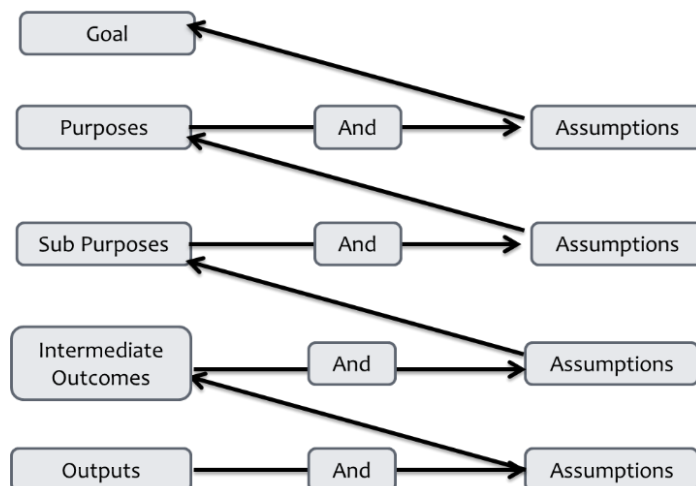 Goal
Purposes
And
Assumptions
Sub Purposes
And
Assumptions
Intermediate
Outcomes
And
Assumptions
Outputs
And
Assumptions